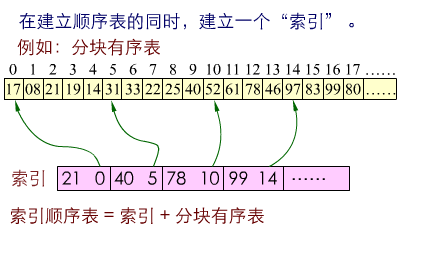 在建立顺序表的同时，建立一个“索引” 。
例如：分块有序表
0 1 2 3 4 5 6 7 8 9 10 11 12 13 14 15 16 17 ……
17 08 21 19 14 31 33 22 25 40 52 61 78 46 97 83 99 80 ……
索引 21 0 40 5 78 10 99 14 ……
索引顺序表 = 索引 + 分块有序表